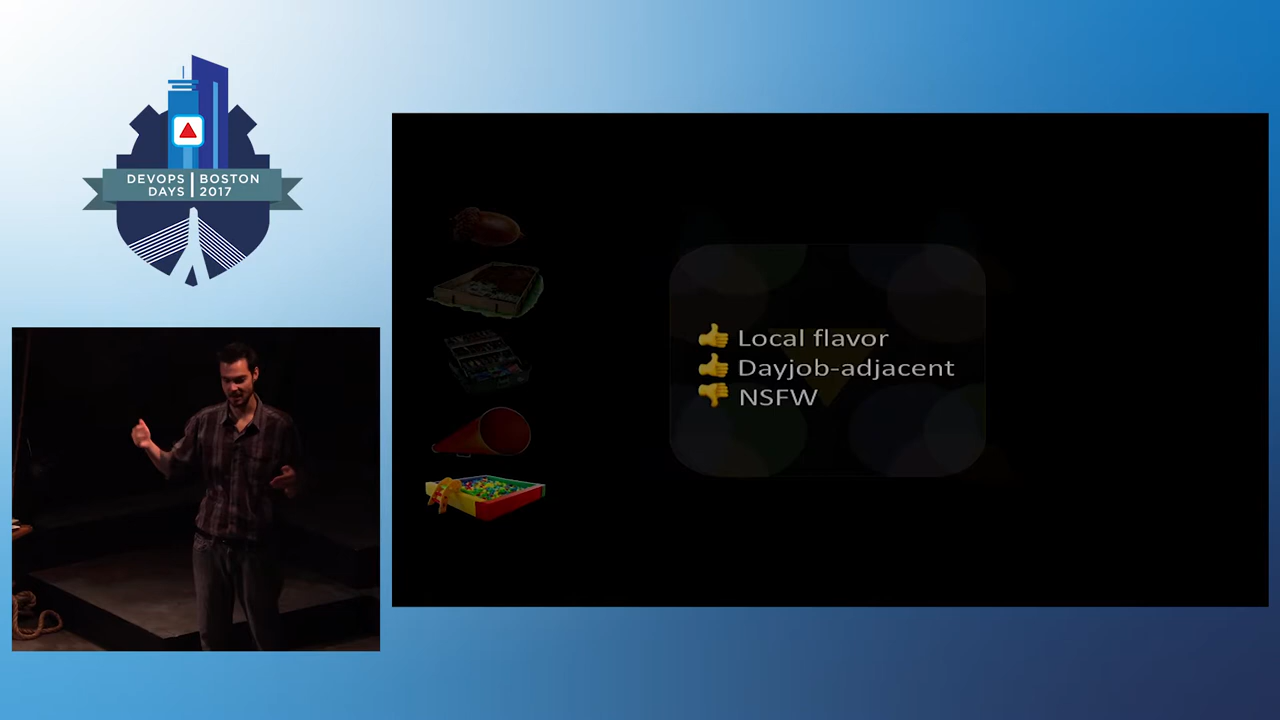 DEVOPS BOSTON
DAYS 2017
👍 Local flavor
👍 Dayjob-adjacent
👎 NSFW